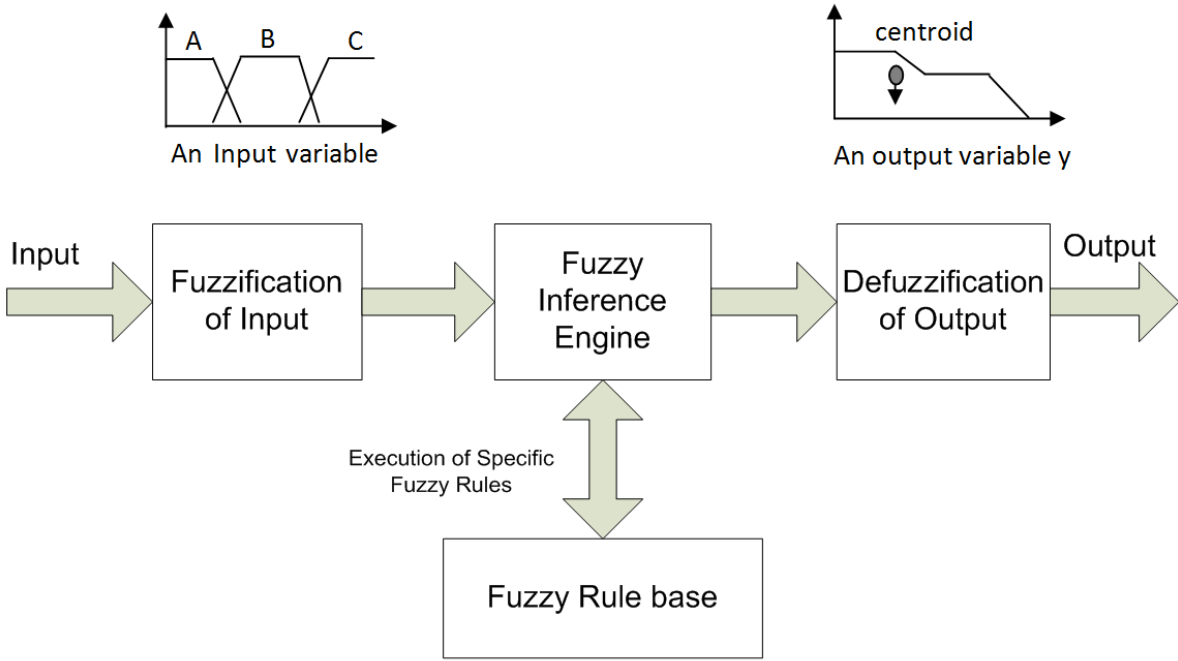 A
B
C
An Input variable
centroid
An output variable y
Input
Fuzzification
of Input
Fuzzy
Inference
Engine
Defuzzification
of Output
Output
Execution of Specific
Fuzzy Rules
Fuzzy Rule base